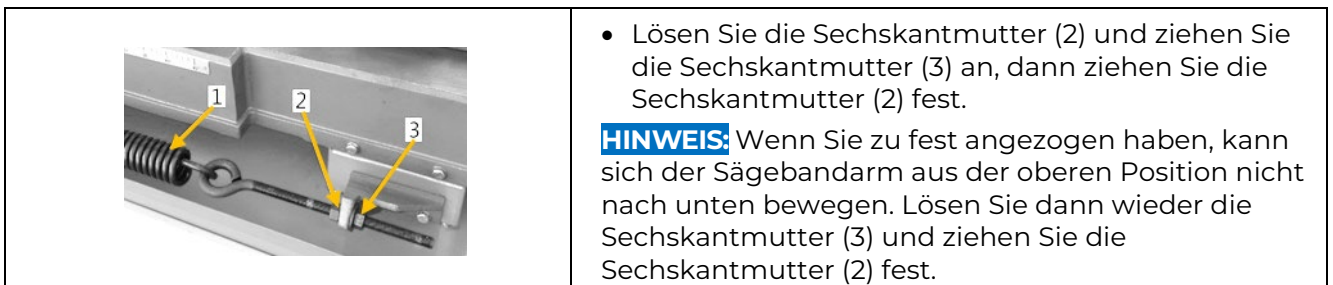 1
2
3
• Lösen Sie die Sechskantmutter (2) und ziehen Sie
die Sechskantmutter (3) an, dann ziehen Sie die
Sechskantmutter (2) fest.
HINWEIS: Wenn Sie zu fest angezogen haben, kann
sich der Sägebandarm aus der oberen Position nicht
nach unten bewegen. Lösen Sie dann wieder die
Sechskantmutter (3) und ziehen Sie die
Sechskantmutter (2) fest.